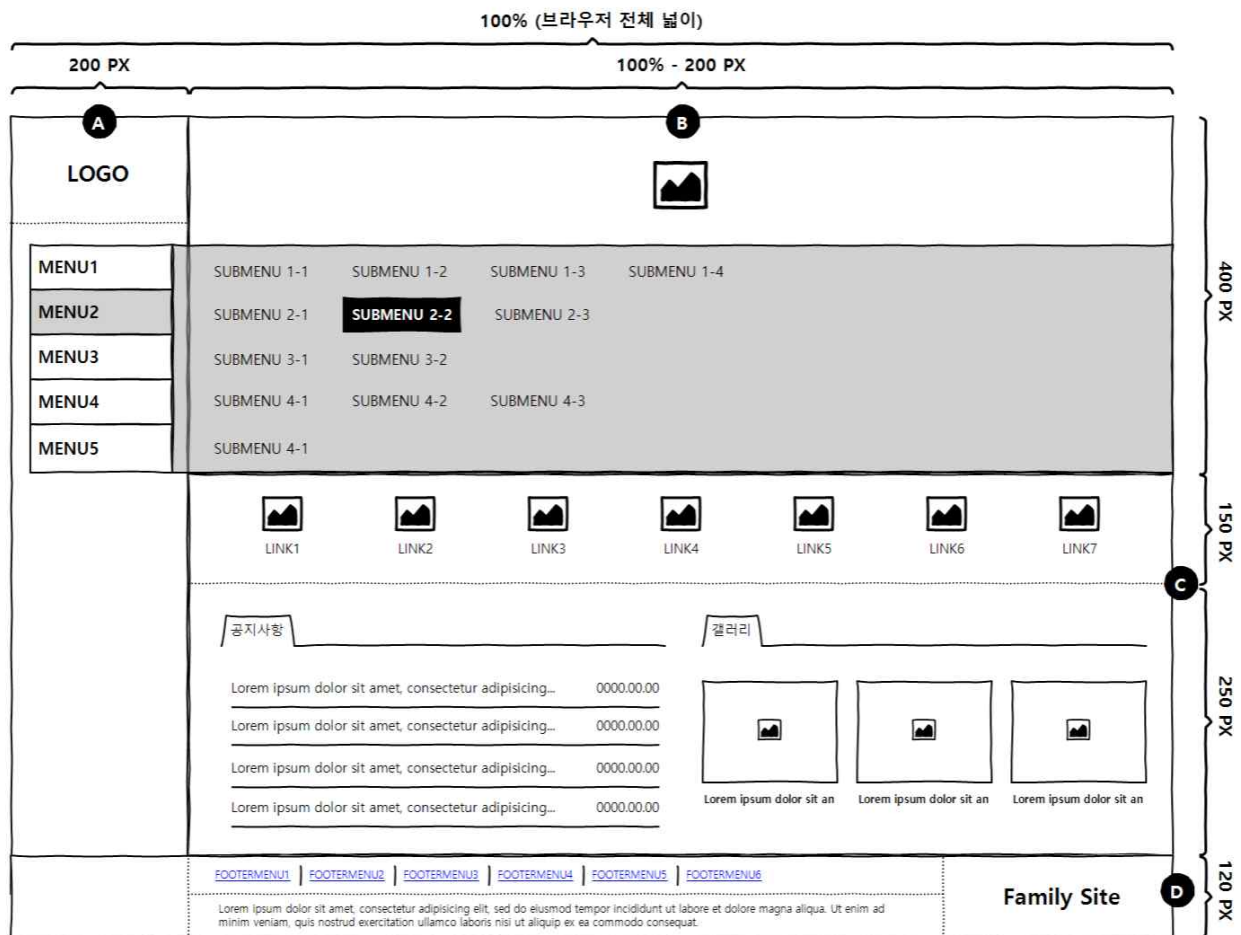 100% (브라우저 전체 넓이)
200 PX
100% - 200 PX
A
B
LOGO
MENU1
SUBMENU 1-1 SUBMENU 1-2 SUBMENU 1-3 SUBMENU 1-4
MENU2
SUBMENU 2-1 SUBMENU 2-2 SUBMENU 2-3
MENU3
SUBMENU 3-1 SUBMENU 3-2
MENU4
SUBMENU 4-1 SUBMENU 4-2 SUBMENU 4-3
MENU5
SUBMENU 4-1
400 PX
LINK1 LINK2 LINK3 LINK4 LINK5 LINK6 LINK7
150 PX
C
공지사항
갤러리
Lorem ipsum dolor sit amet, consectetur adipisicing... 0000.00.00
Lorem ipsum dolor sit amet, consectetur adipisicing... 0000.00.00
Lorem ipsum dolor sit amet, consectetur adipisicing... 0000.00.00
Lorem ipsum dolor sit amet, consectetur adipisicing... 0000.00.00
Lorem ipsum dolor sit an Lorem ipsum dolor sit an Lorem ipsum dolor sit an
250 PX
FOOTERMENU1 FOOTERMENU2 FOOTERMENU3 FOOTERMENU4 FOOTERMENU5 FOOTERMENU6
Lorem ipsum dolor sit amet, consectetur adipisicing elit, sed do eiusmod tempor incididunt ut labore et dolore magna aliqua. Ut enim ad
minim veniam, quis nostrud exercitation ullamco laboris nisi ut aliquip ex ea commodo consequat.
Family Site
D
120 PX